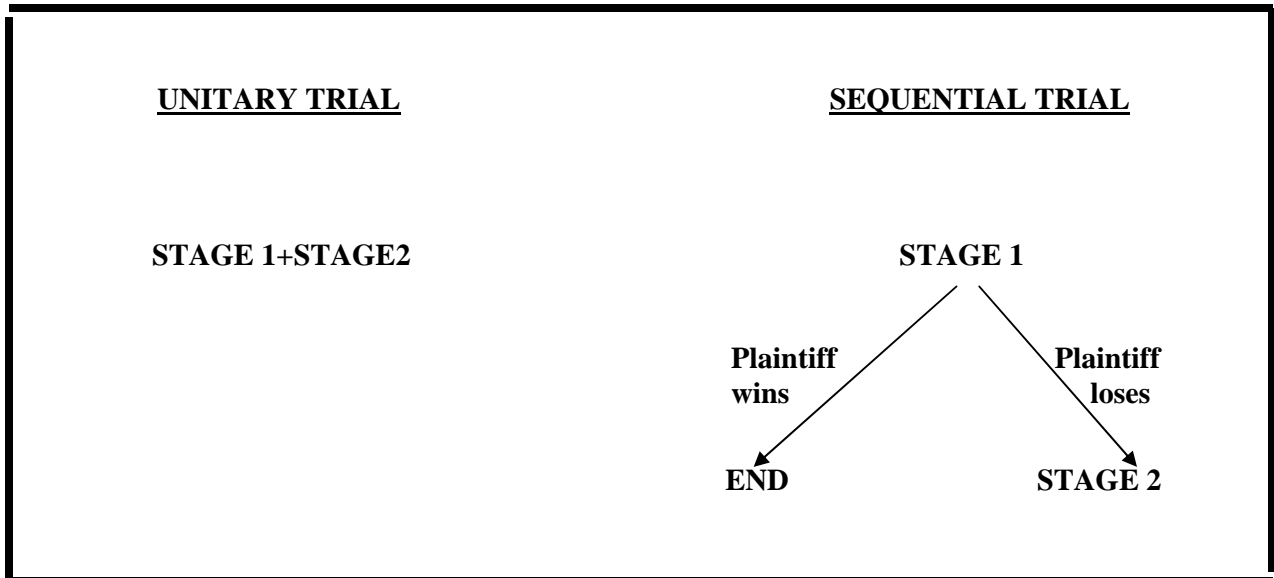 UNITARY TRIAL
SEQUENTIAL TRIAL
STAGE 1+STAGE2
STAGE 1
Plaintiff
wins
Plaintiff
loses
END
STAGE 2